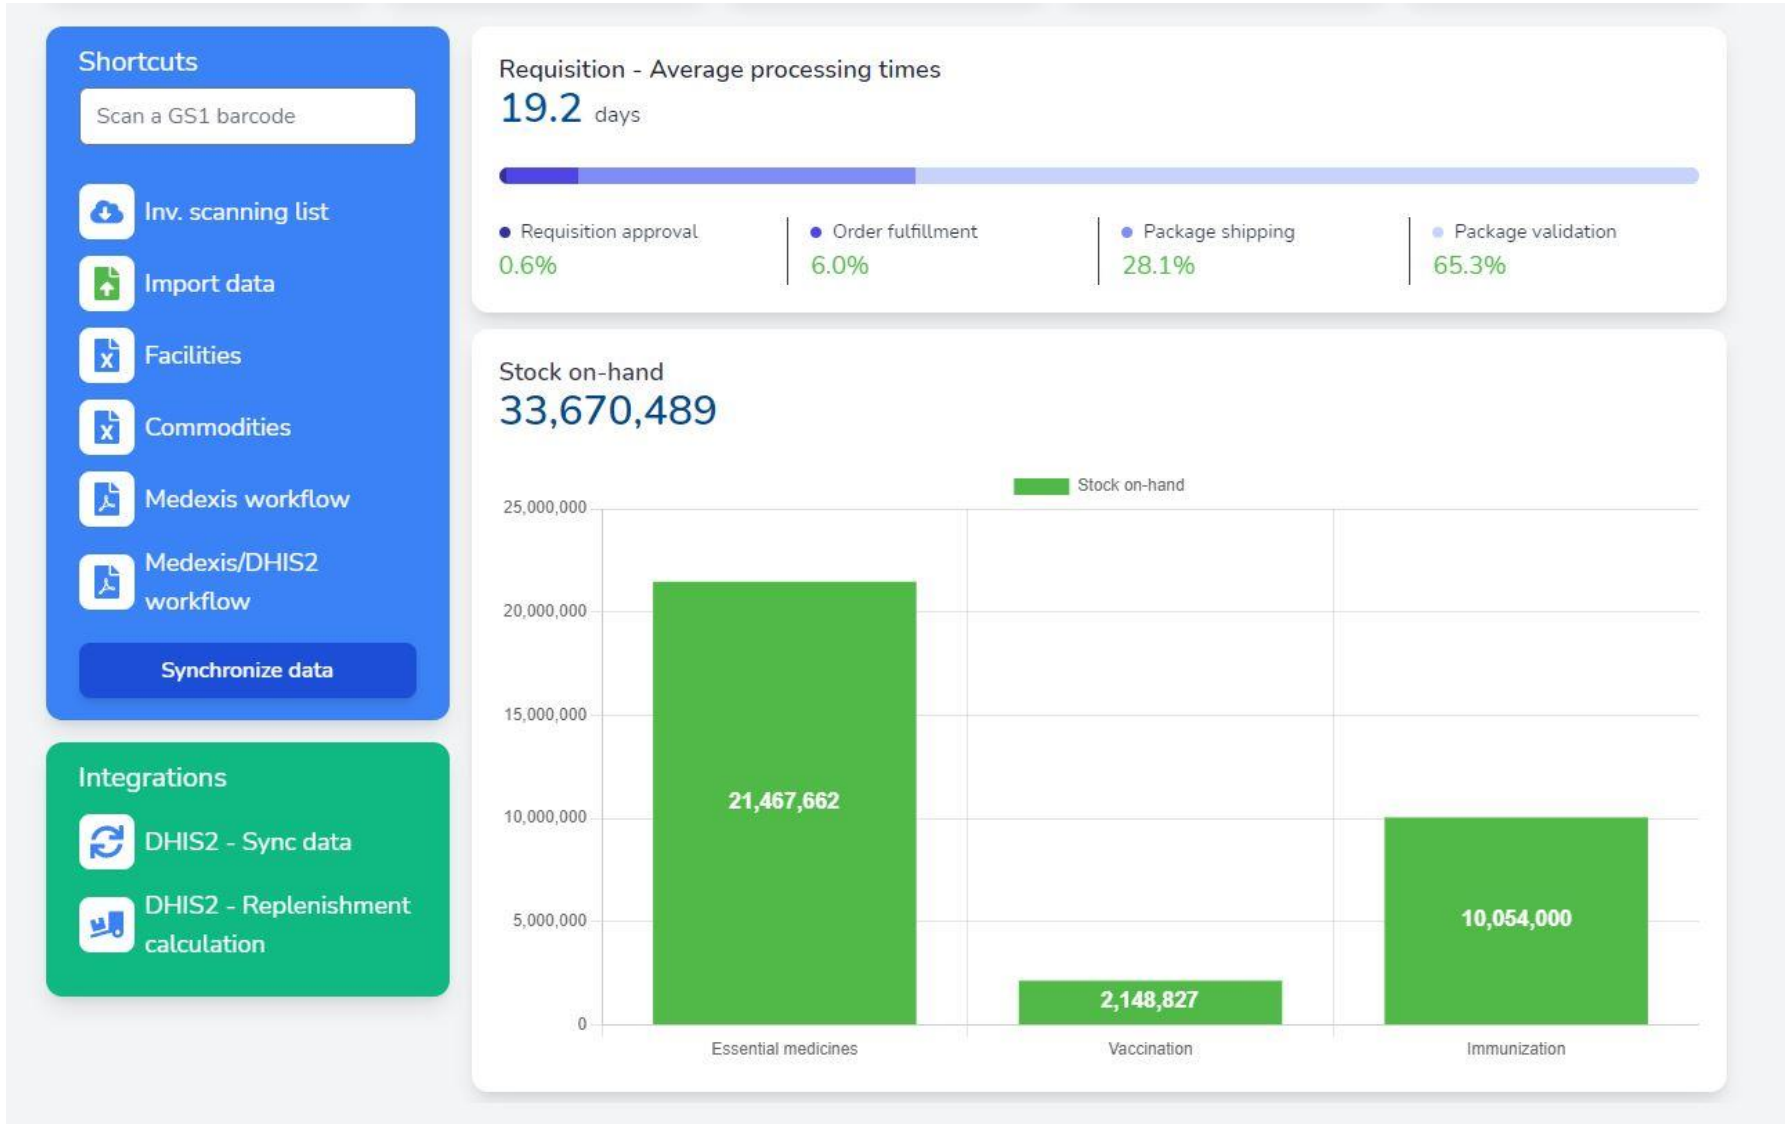 Shortcuts
Scan a GS1 barcode
Inv. scanning list
Import data
Facilities
Commodities
Medexis workflow
Medexis/DHIS2
workflow
Synchronize data
Integrations
DHIS2 - Sync data
DHIS2 - Replenishment
calculation
Requisition - Average processing times
19.2 days
Requisition approval
0.6%
Order fulfillment
6.0%
Package shipping
28.1%
Package validation
65.3%
Stock on-hand
33,670,489
Stock on-hand
25,000,000
20,000,000
15,000,000
10,000,000
5,000,000
0
21,467,662
2,148,827
10,054,000
Essential medicines
Vaccination
Immunization